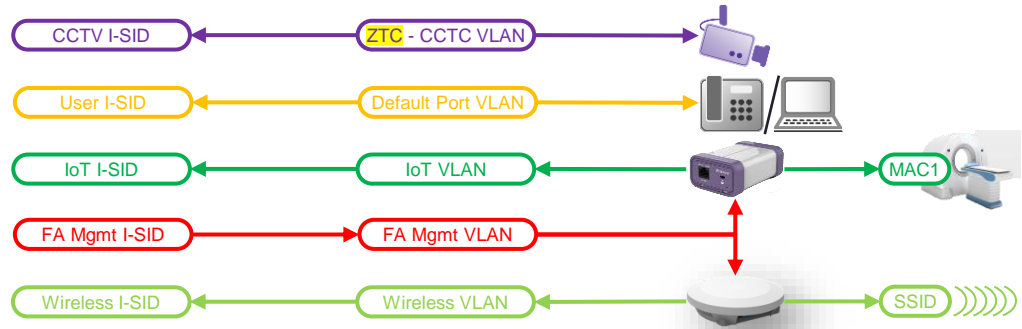 CCTV I-SID
ZTC - CCTC VLAN
User I-SID
Default Port VLAN
IoT I-SID
IoT VLAN
MAC1
FA Mgmt I-SID
FA Mgmt VLAN
Wireless I-SID
Wireless VLAN
SSID